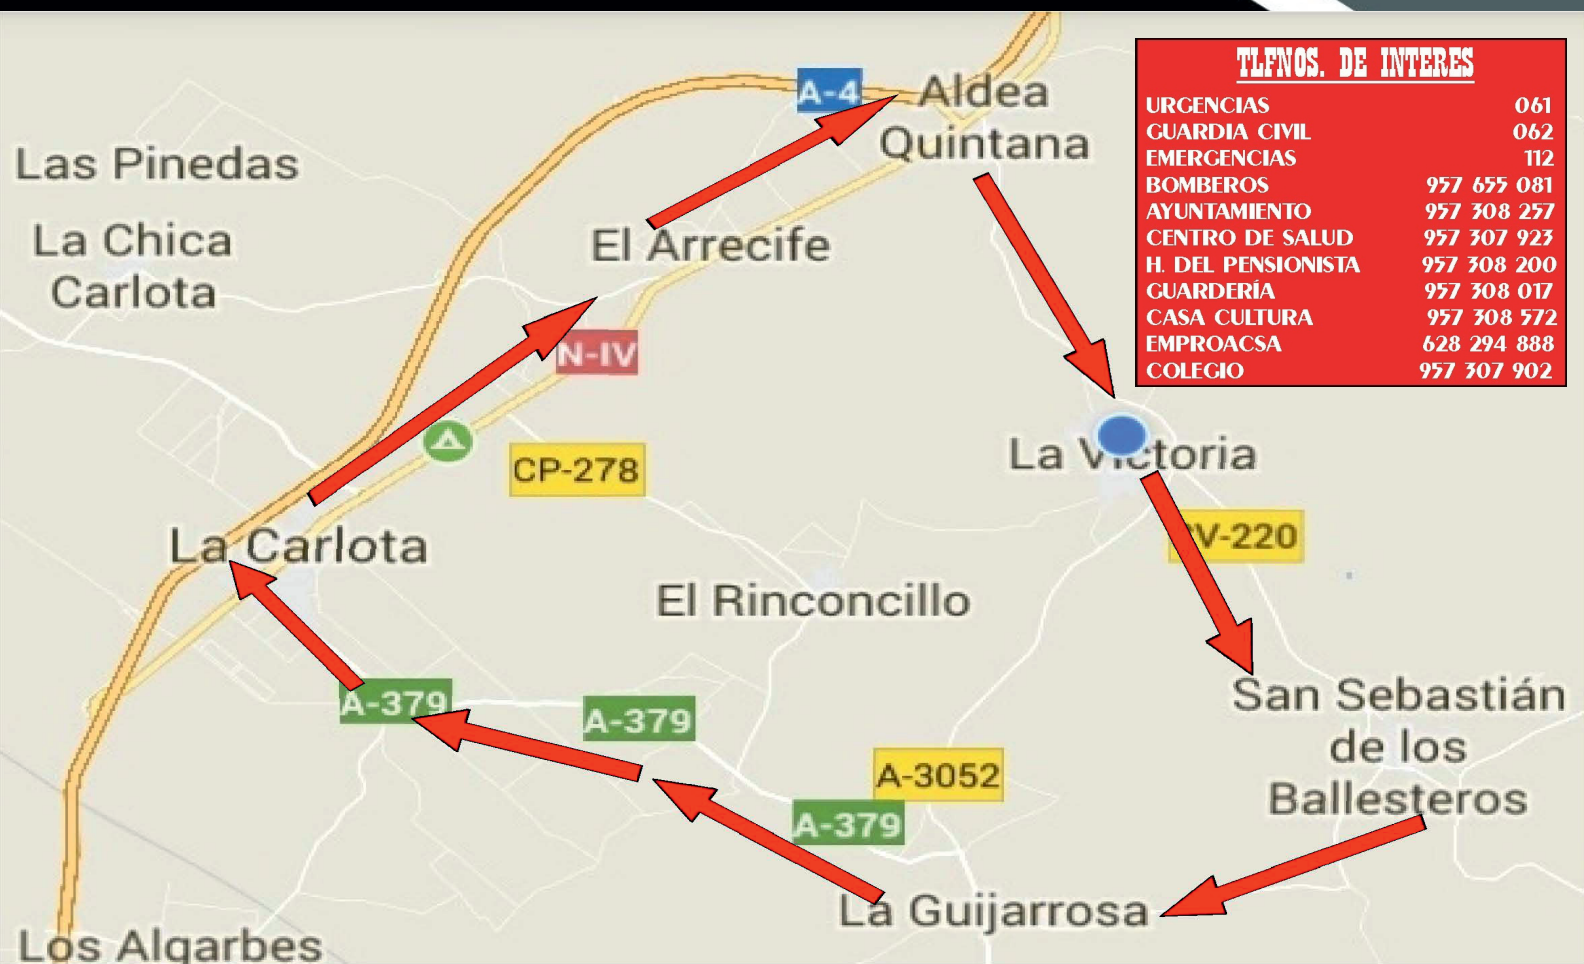 TLFNOS. DE INTERES
URGENCIAS 061
GUARDIA CIVIL 062
EMERGENCIAS 112
BOMBEROS 957 655 081
AYUNTAMIENTO 957 308 257
CENTRO DE SALUD 957 307 923
H. DEL PENSIONISTA 957 308 200
GUARDERÍA 957 308 017
CASA CULTURA 957 308 572
EMPROACSA 628 294 888
COLEGIO 957 307 902
A-4
Aldea
Quintana
Las Pinedas
La Chica
Carlota
El Arrecife
N-IV
CP-278
La Victoria
V-220
La Carlota
El Rinconcillo
A-379
A-379
San Sebastián
de los
Ballesteros
A-3052
A-379
La Guijarrosa
Los Algarbes